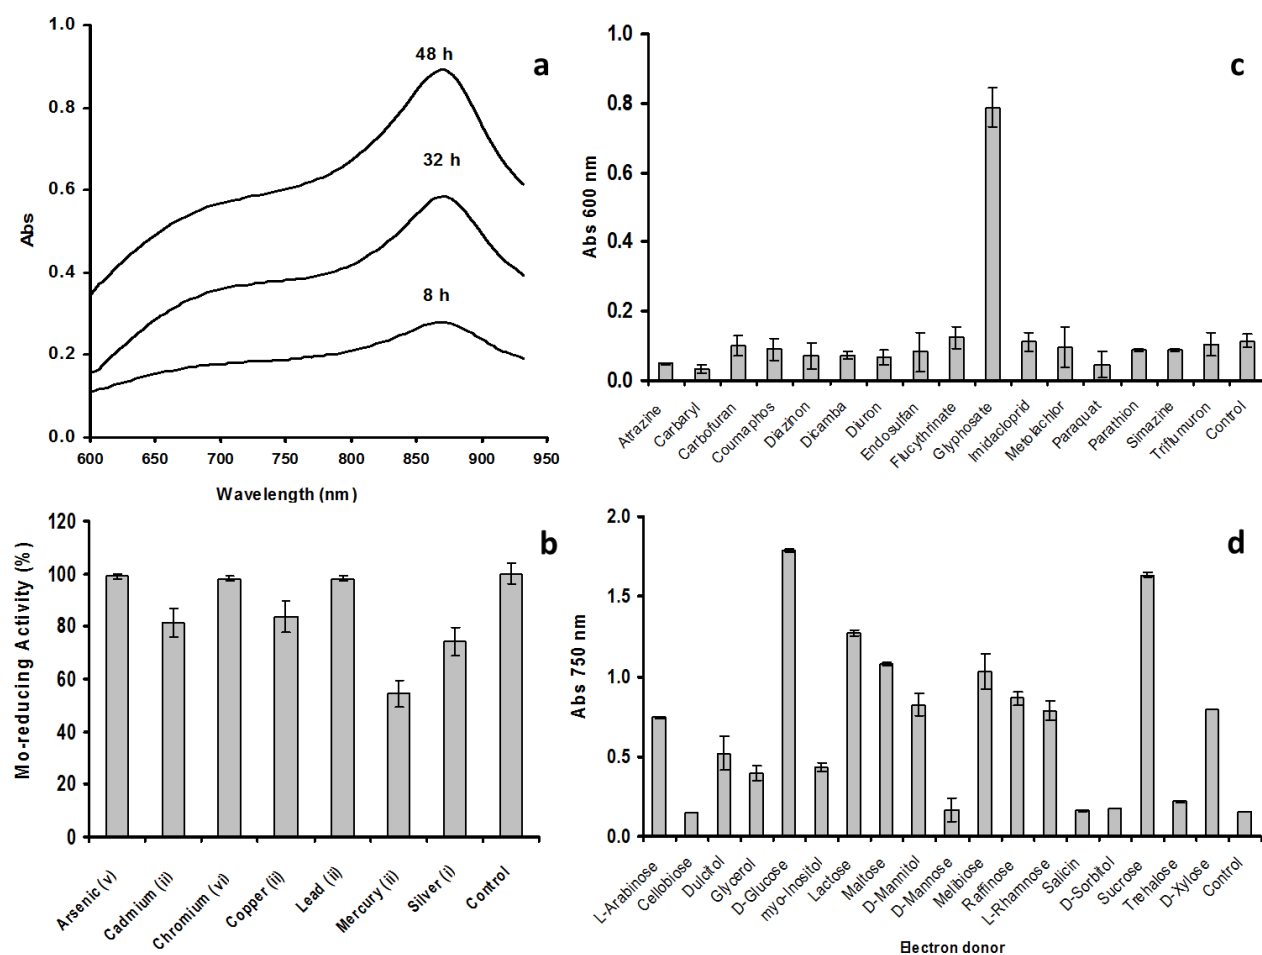 a
1.0
0.8
0.6
0.4
0.2
0.0
Abs
48 h
32 h
8 h
600
650
700
750
800
850
900
950
Wavelength (nm)
c
1.0
0.8
0.6
0.4
0.2
0.0
Abs 600 nm
Atrazine
Carbaryl
Carbofuran
Coumaphos
Diazinon
Dicamba
Diuron
Endosulfan
Flucythrinate
Glyphosate
Imidacloprid
Metolachlor
Paraquat
Parathion
Simazine
Triflumuron
Control
b
120
100
80
60
40
20
0
Mo-reducing Activity (%)
Arsenic (v)
Cadmium (ii)
Chromium (vi)
Copper (ii)
Lead (ii)
Mercury (ii)
Silver (i)
Control
d
2.0
1.5
1.0
0.5
0.0
Abs 750 nm
L-Arabinose
Cellobiose
Dulcitol
Glycerol
D-Glucose
myo-Inositol
Lactose
Maltose
D-Mannitol
D-Mannose
Melibiose
Raffinose
L-Rhamnose
Salicin
D-Sorbitol
Sucrose
Trehalose
D-Xylose
Control
Electron donor